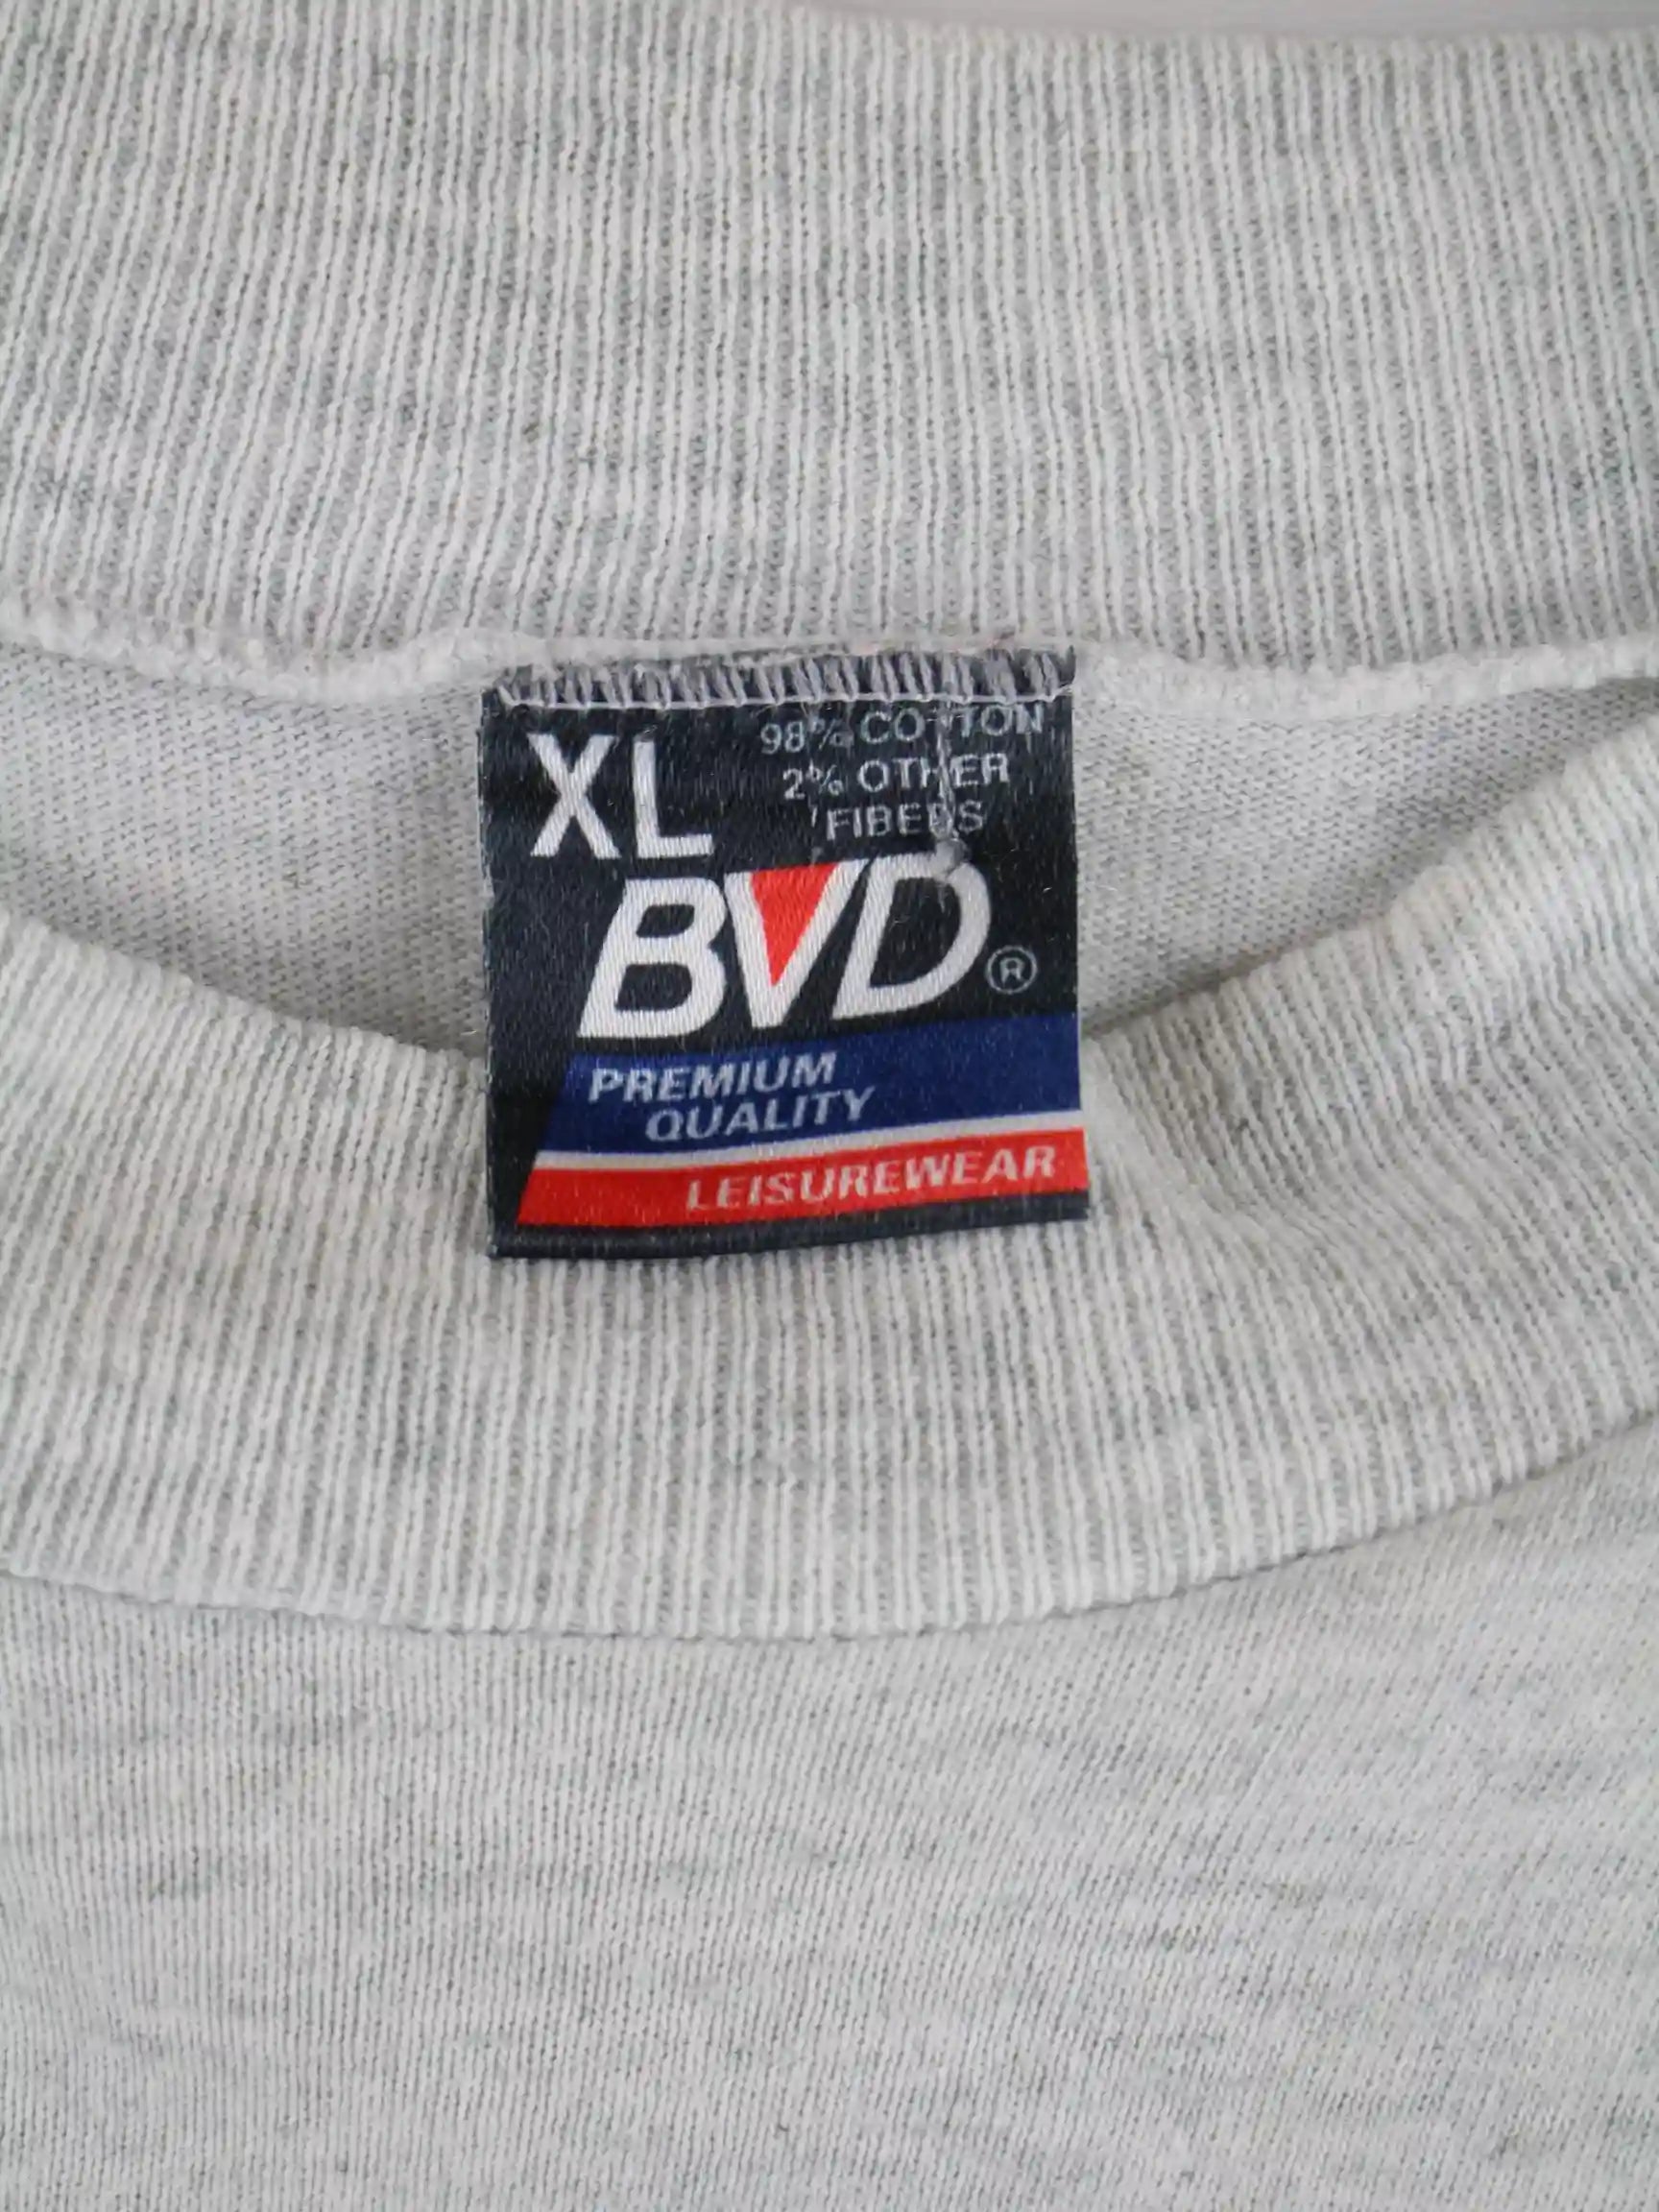 XL
98% COTTON
2% OTHER
FIBERS
BVD®
PREMIUM
QUALITY
LEISUREWEAR